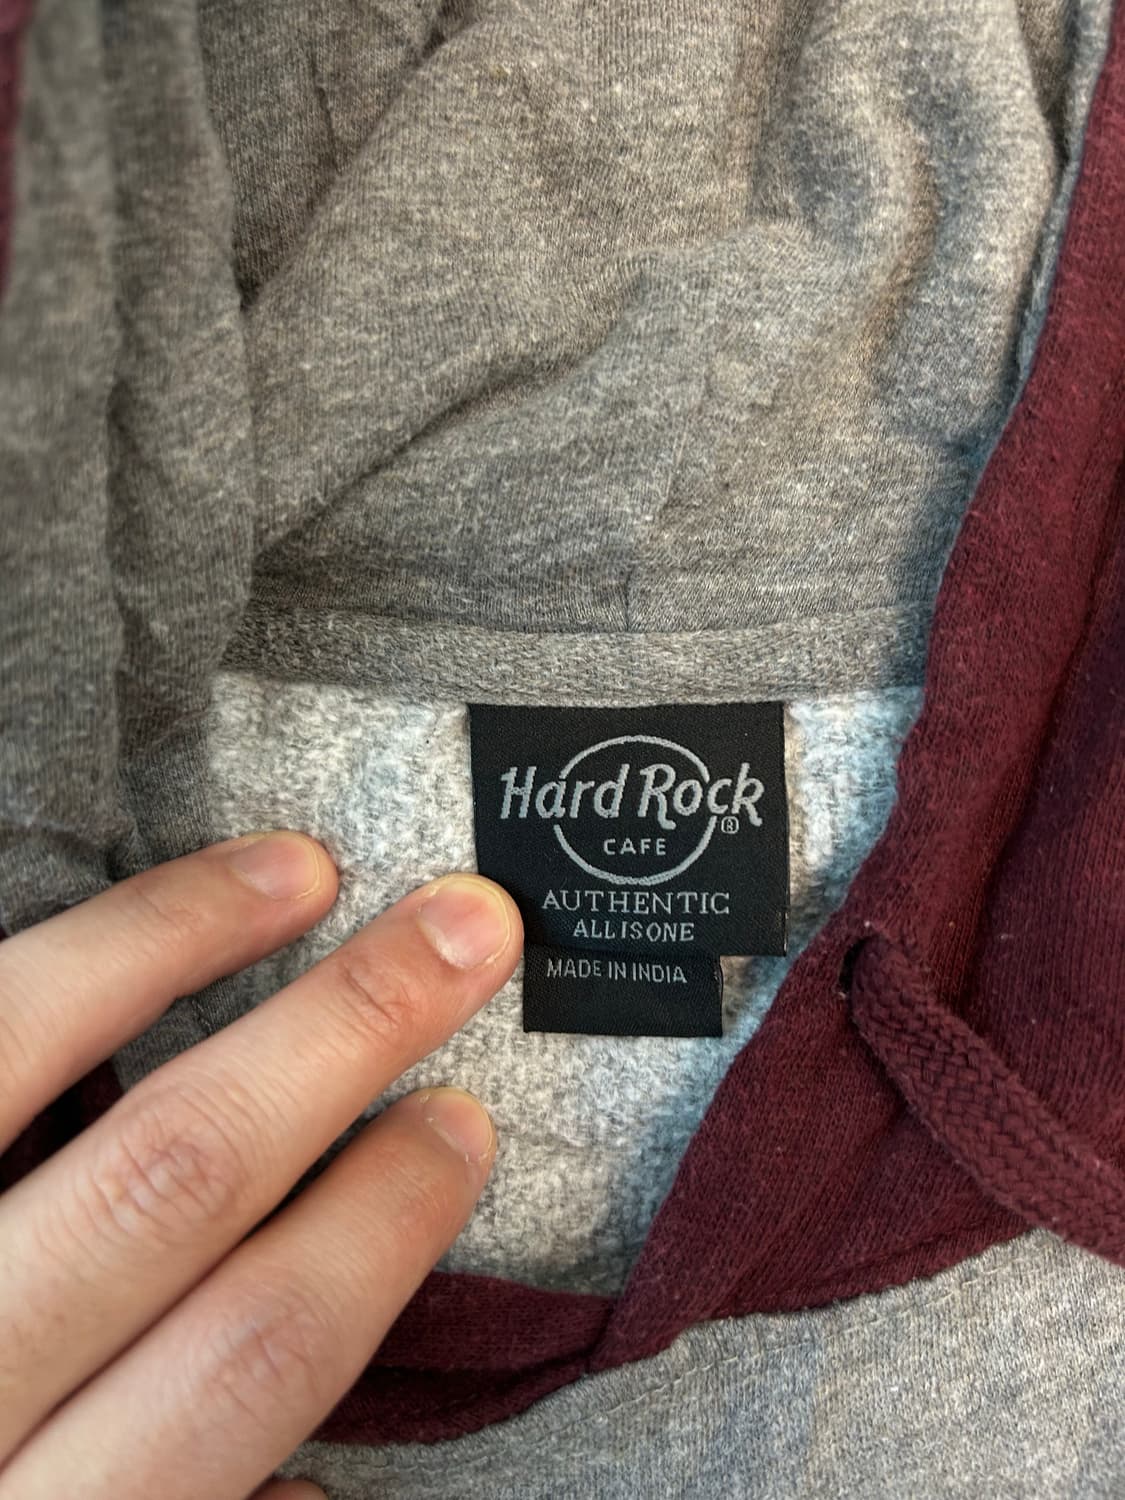 Hard Rock
®
CAFE
AUTHENTIC
ALL IS ONE
MADE IN INDIA